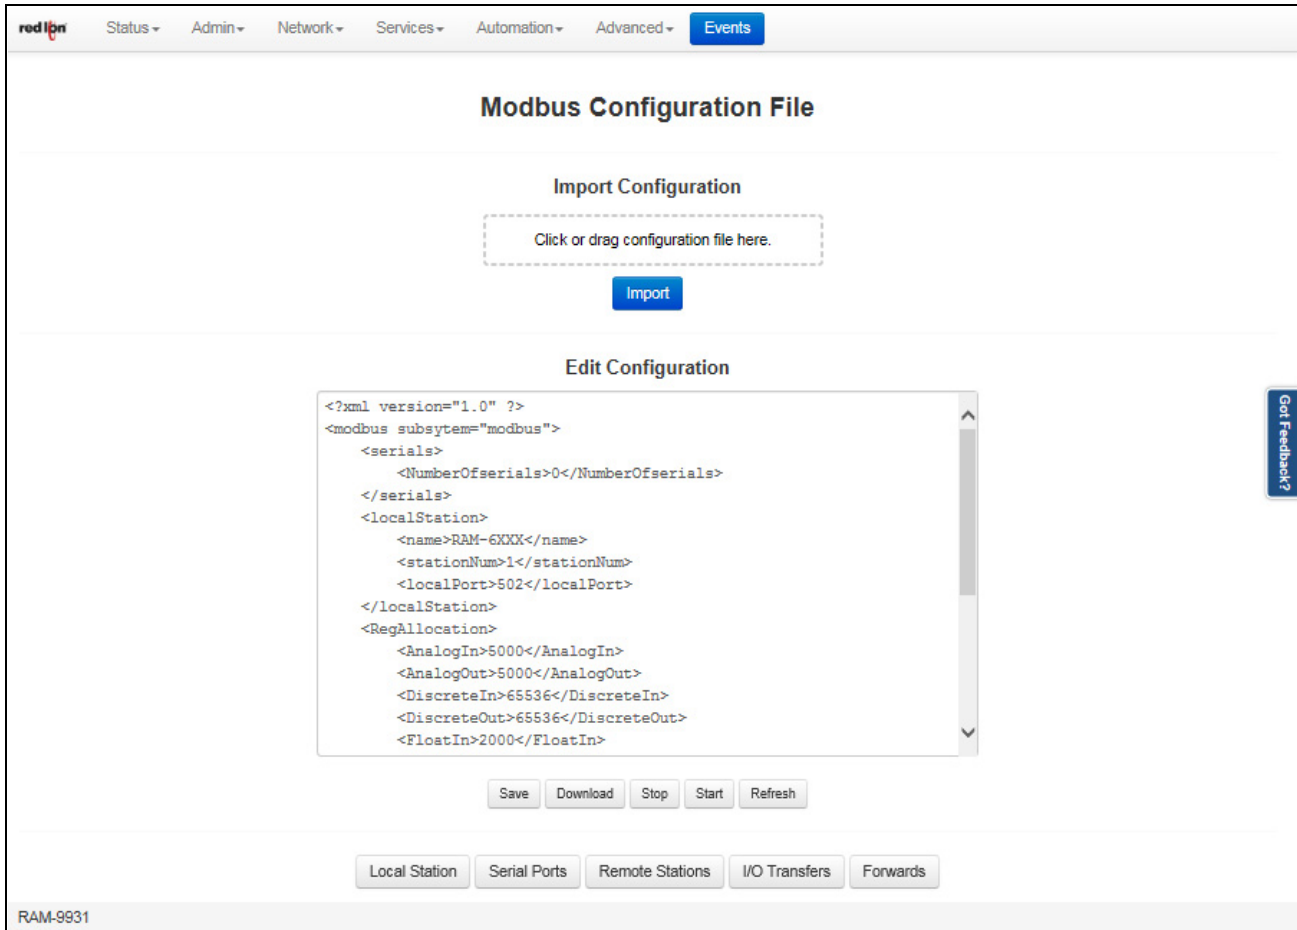 red lion Status Admin Network Services Automation Advanced Events
Modbus Configuration File
Import Configuration
Click or drag configuration file here.
Import
Edit Configuration
<?xml version="1.0" ?>
<modbus subsytem="modbus">
<serials>
<NumberOfserials>0</NumberOfserials>
</serials>
<localStation>
<name>RAM-6XXX</name>
<stationNum>1</stationNum>
<localPort>502</localPort>
</localStation>
<RegAllocation>
<AnalogIn>5000</AnalogIn>
<AnalogOut>5000</AnalogOut>
<DiscreteIn>65536</DiscreteIn>
<DiscreteOut>65536</DiscreteOut>
<FloatIn>2000</FloatIn>
Got Feedback?
Save Download Stop Start Refresh
Local Station Serial Ports Remote Stations I/O Transfers Forwards
RAM-9931